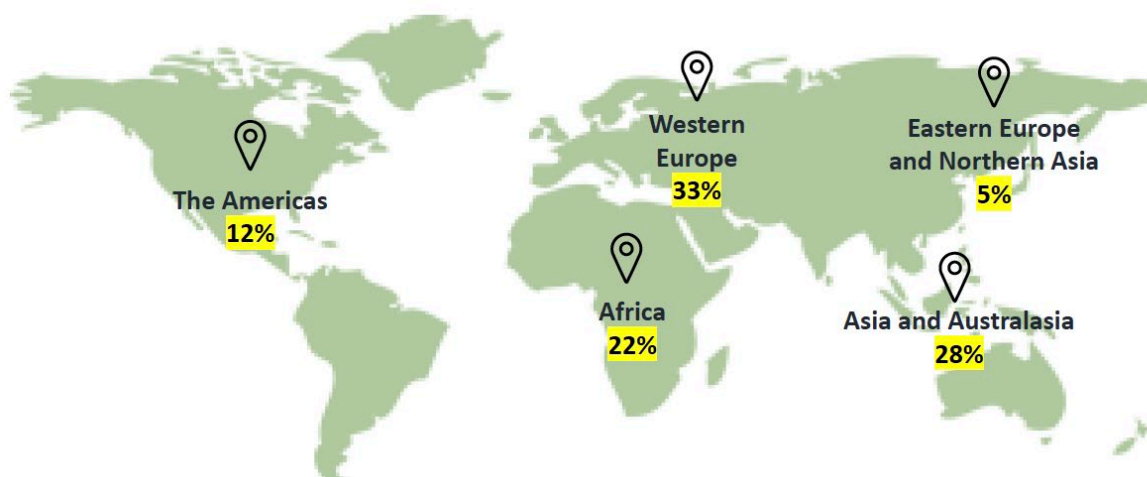 Western
Europe
33%
Eastern Europe
and Northern Asia
5%
The Americas
12%
Africa
22%
Asia and Australasia
28%